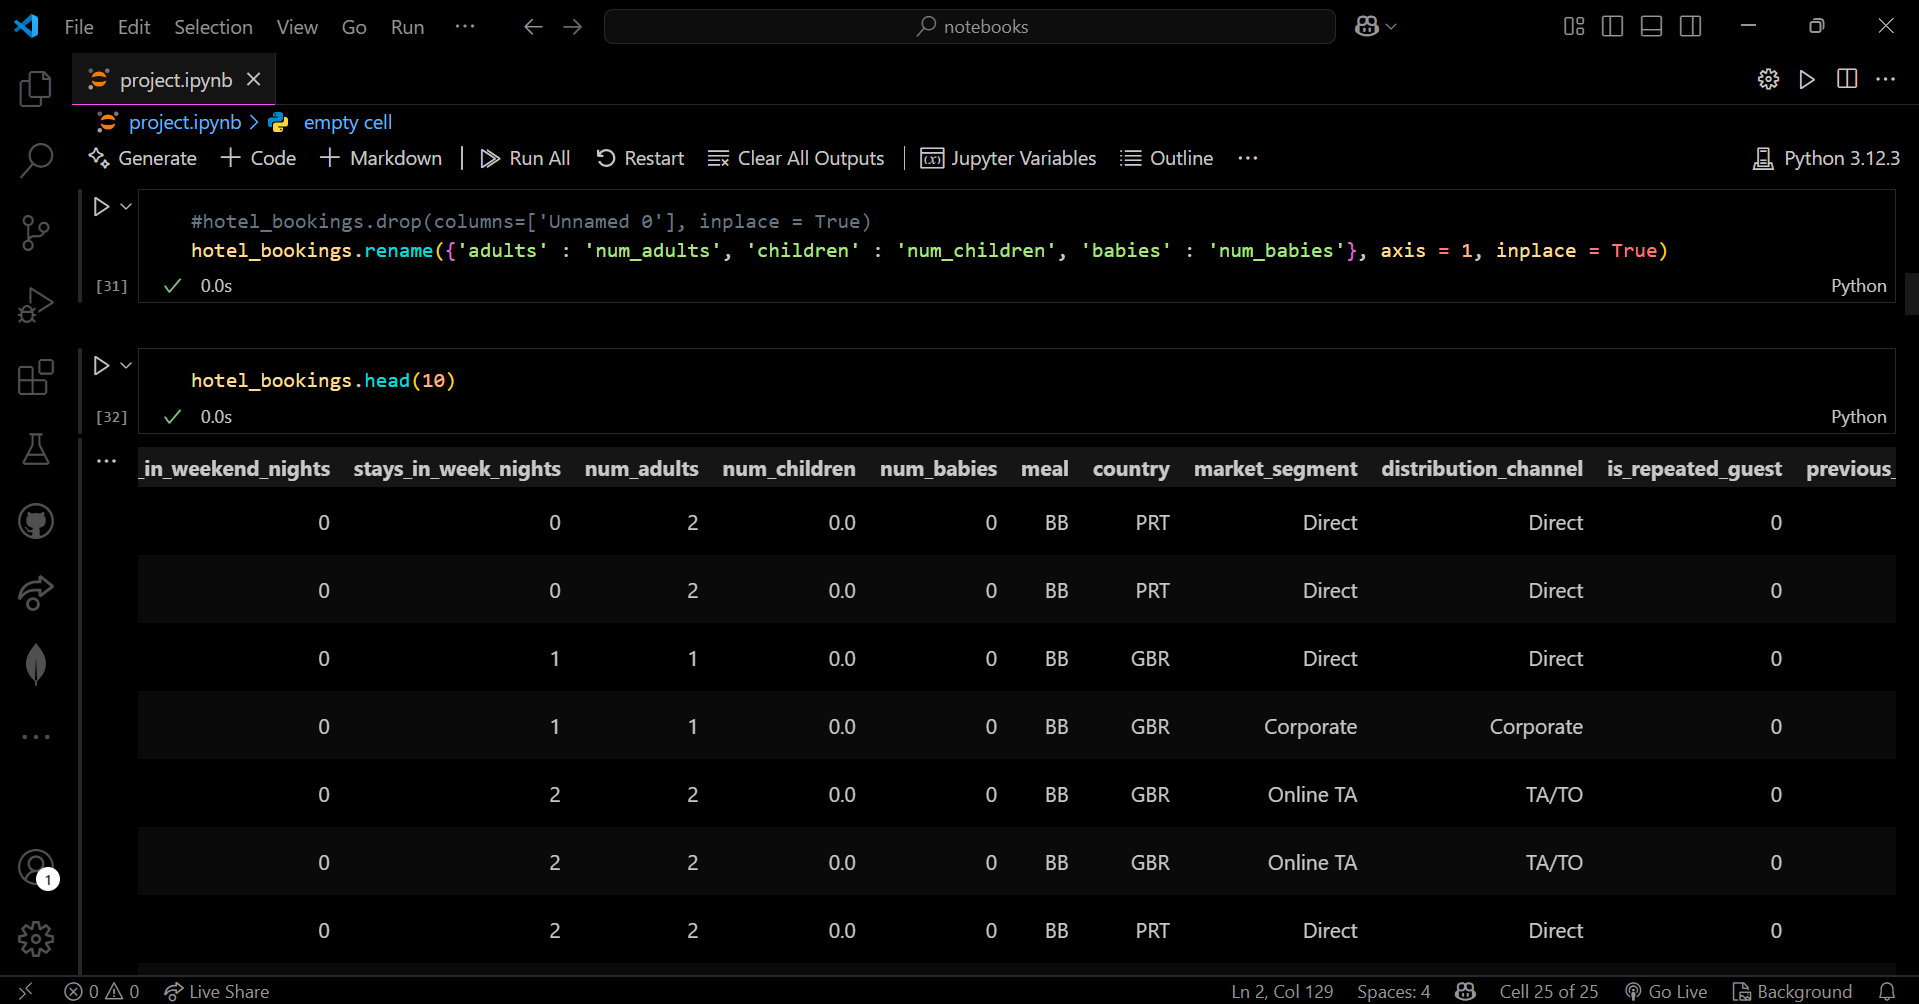 File Edit Selection View Go Run ··· notebooks
project.ipynb
project.ipynb > empty cell
Generate + Code + Markdown | Run All Restart Clear All Outputs | Jupyter Variables Outline ··· Python 3.12.3
#hotel_bookings.drop(columns=['Unnamed 0'], inplace = True)
hotel_bookings.rename({'adults' : 'num_adults', 'children' : 'num_children', 'babies' : 'num_babies'}, axis = 1, inplace = True)
[31] 0.0s Python
hotel_bookings.head(10)
[32] 0.0s Python
_in_weekend_nights stays_in_week_nights num_adults num_children num_babies meal country market_segment distribution_channel is_repeated_guest previous_
0 0 2 0.0 0 BB PRT Direct Direct 0
0 0 2 0.0 0 BB PRT Direct Direct 0
0 1 1 0.0 0 BB GBR Direct Direct 0
0 1 1 0.0 0 BB GBR Corporate Corporate 0
0 2 2 0.0 0 BB GBR Online TA TA/TO 0
0 2 2 0.0 0 BB GBR Online TA TA/TO 0
0 2 2 0.0 0 BB PRT Direct Direct 0
1
0 0 Live Share Ln 2, Col 129 Spaces: 4 Cell 25 of 25 Go Live Background